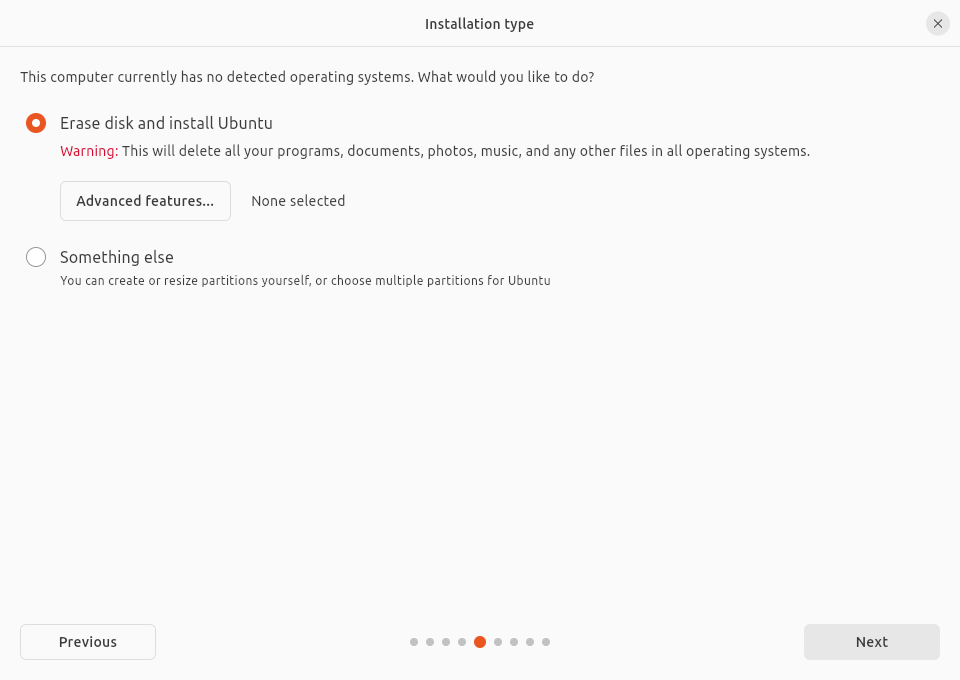 Installation type
This computer currently has no detected operating systems. What would you like to do?
Erase disk and install Ubuntu
Warning: This will delete all your programs, documents, photos, music, and any other files in all operating systems.
Advanced features... None selected
Something else
You can create or resize partitions yourself, or choose multiple partitions for Ubuntu
Previous Next